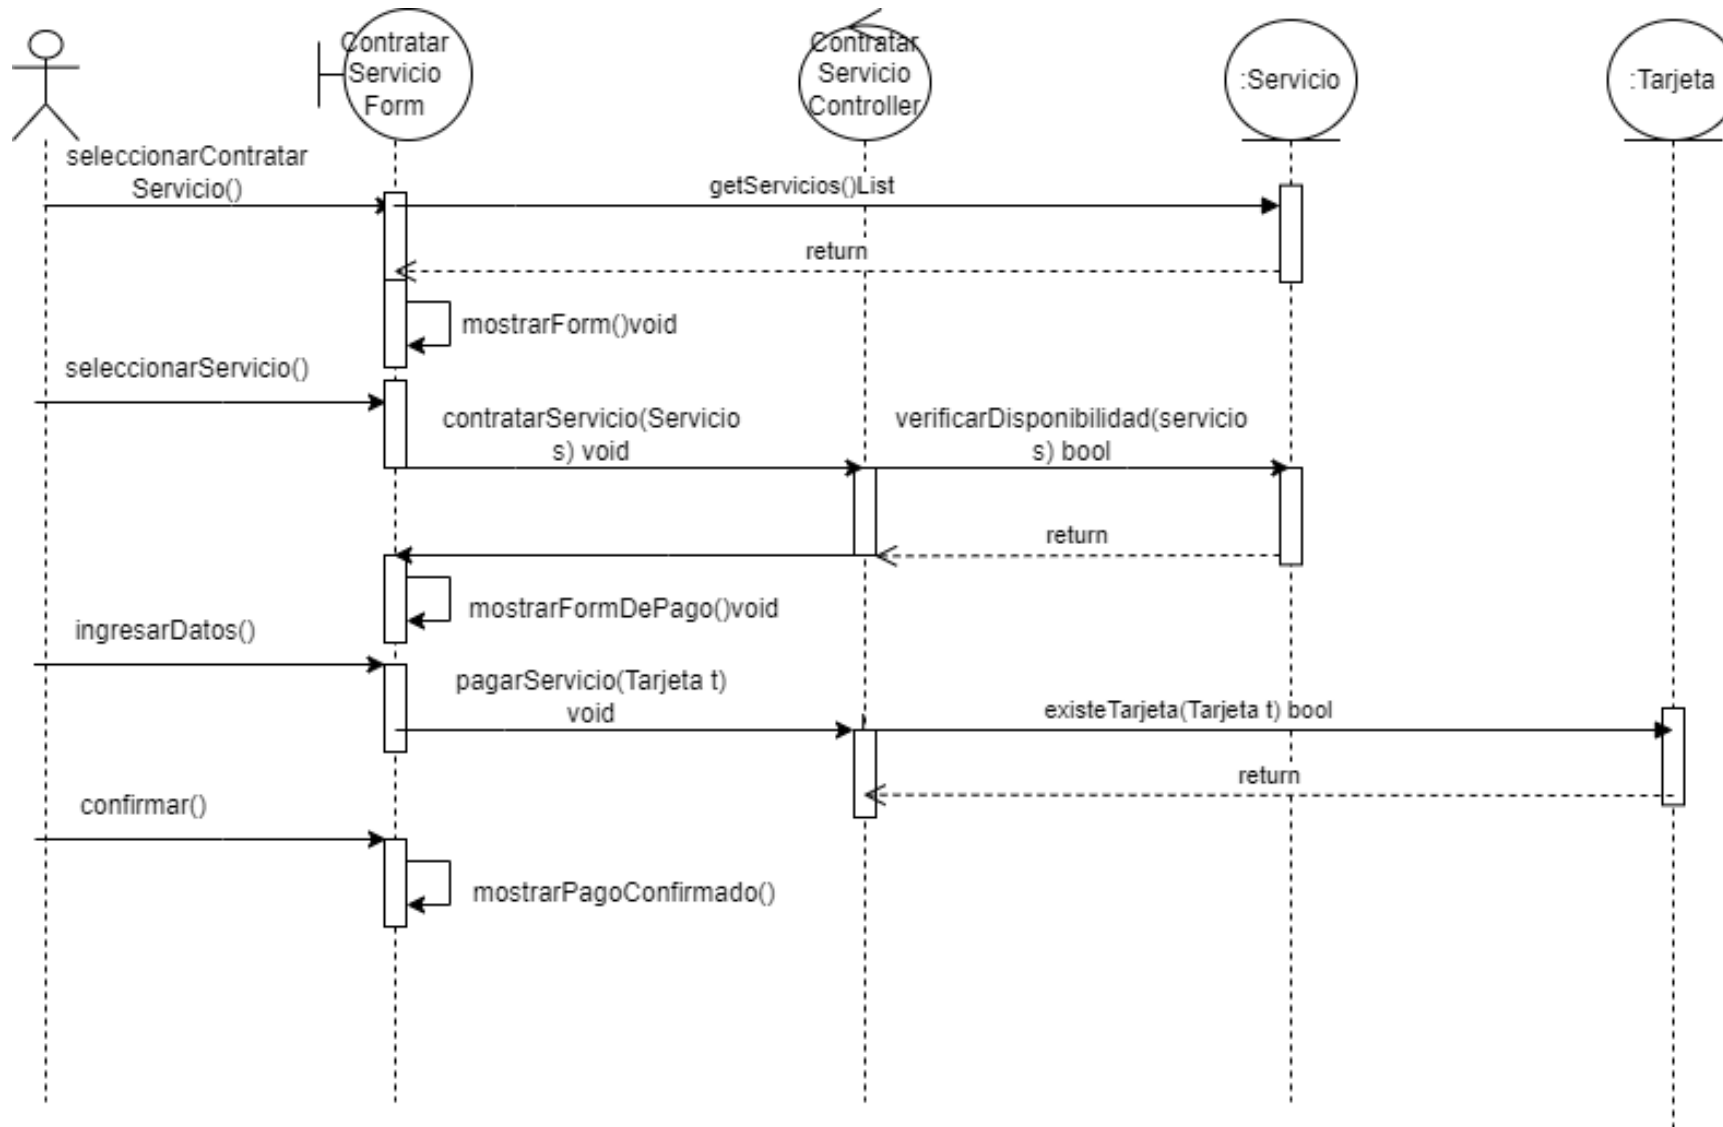 Contratar
Servicio
Form
Contratar
Servicio
Controller
:Servicio
:Tarjeta
seleccionarContratar
Servicio()
getServicios()List
return
mostrarForm()void
seleccionarServicio()
contratarServicio(Servicio
s) void
verificarDisponibilidad(servicio
s) bool
return
mostrarFormDePago()void
ingresarDatos()
pagarServicio(Tarjeta t)
void
existeTarjeta(Tarjeta t) bool
return
confirmar()
mostrarPagoConfirmado()